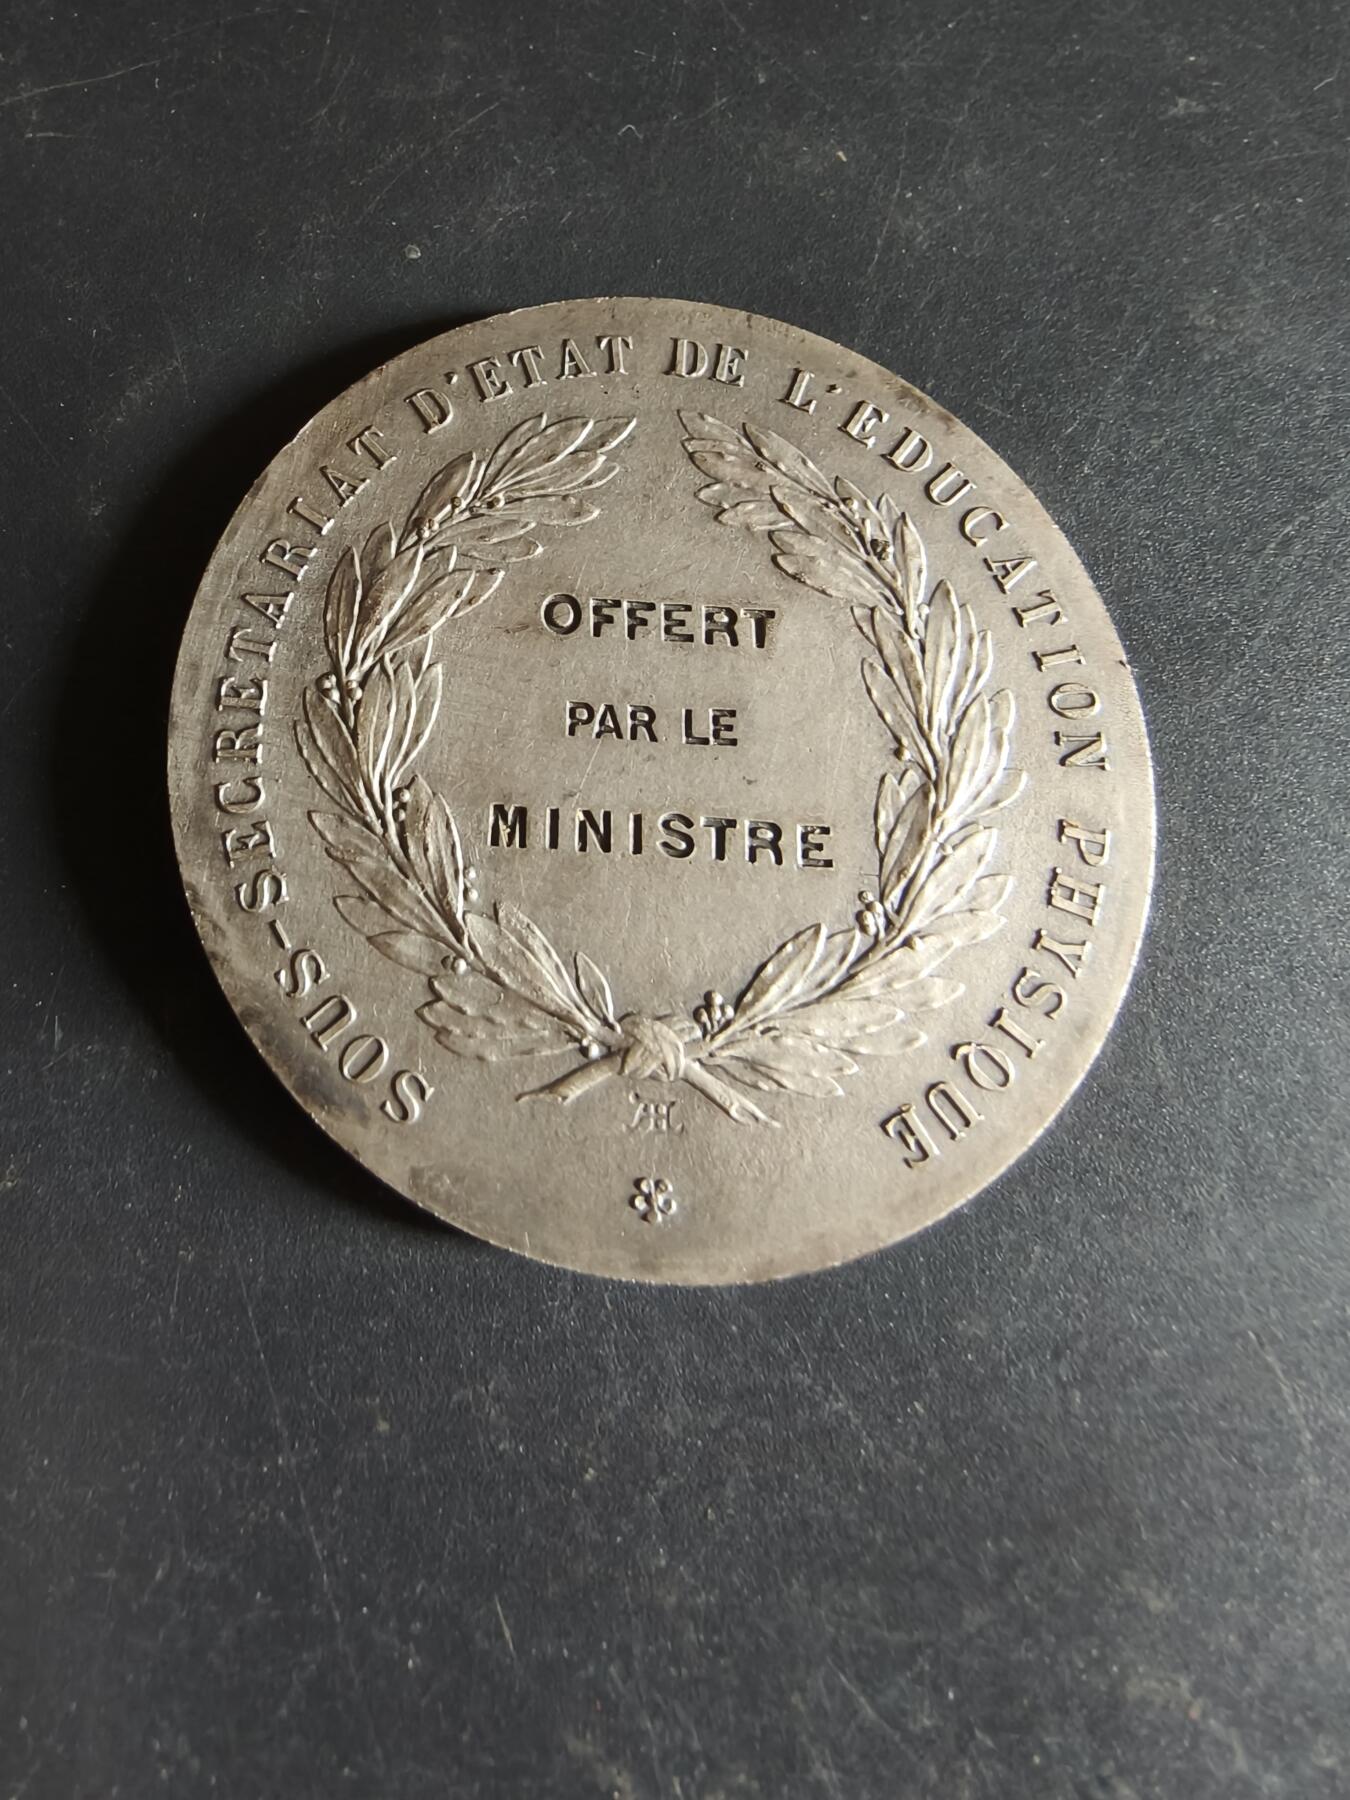 SOUS-SECRETARIAT D'ETAT DE L'EDUCATION PHYSIQUE
OFFERT
PAR LE
MINISTRE